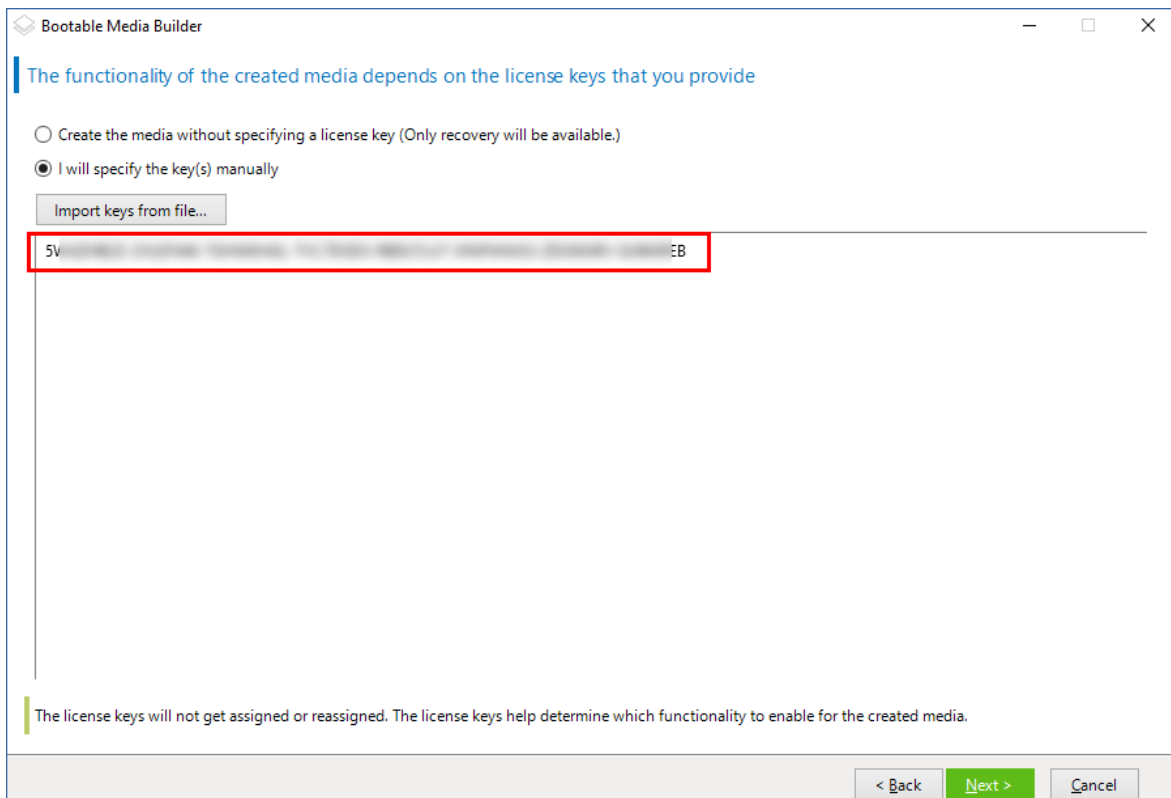 Bootable Media Builder
The functionality of the created media depends on the license keys that you provide
Create the media without specifying a license key (Only recovery will be available.)
I will specify the key(s) manually
Import keys from file...
5V EB
The license keys will not get assigned or reassigned. The license keys help determine which functionality to enable for the created media.
< Back Next > Cancel